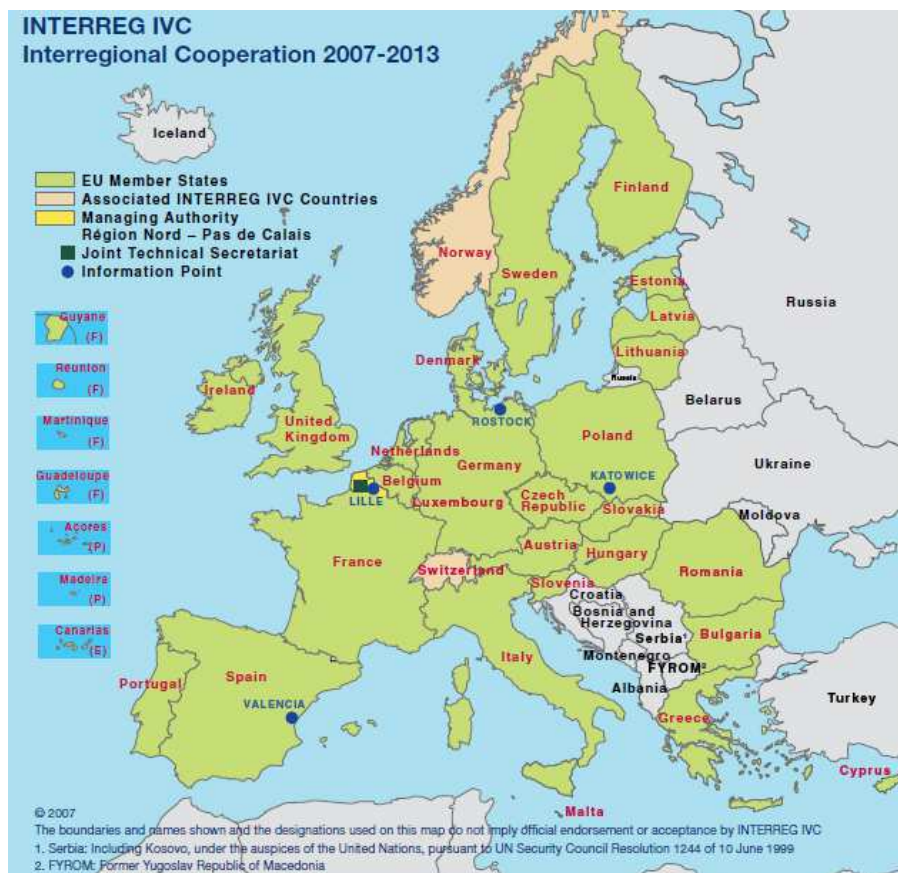 INTERREG IVC
Interregional Cooperation 2007-2013
Iceland
EU Member States
Associated INTERREG IVC Countries
Managing Authority
Région Nord – Pas de Calais
Joint Technical Secretariat
Information Point
Finland
Norway
Sweden
Estonia
Russia
Latvia
Lithuania
Russia
Denmark
Belarus
Guyane
(F)
Réunion
(F)
Martinique
(F)
Guadeloupe
(F)
Açores
(P)
Madeira
(P)
Canarias
(E)
Ireland
United
Kingdom
ROSTOCK
Netherlands
Poland
Germany
Ukraine
Belgium
KATOWICE
LILLE
Luxembourg
Czech
Republic
Slovakia
Moldova
Austria
Hungary
France
Switzerland
Romania
Slovenia
Croatia
Bosnia and
Herzegovina
Serbia¹
Bulgaria
Montenegro
FYROM²
Italy
Albania
Portugal
Spain
VALENCIA
Turkey
Greece
Cyprus
Malta
© 2007
The boundaries and names shown and the designations used on this map do not imply official endorsement or acceptance by INTERREG IVC
1. Serbia: Including Kosovo, under the auspices of the United Nations, pursuant to UN Security Council Resolution 1244 of 10 June 1999
2. FYROM: Former Yugoslav Republic of Macedonia